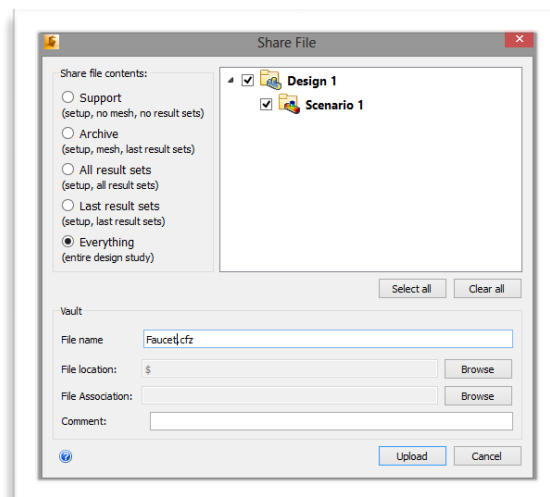 Share File
Share file contents:
Support
(setup, no mesh, no result sets)
Archive
(setup, mesh, last result sets)
All result sets
(setup, all result sets)
Last result sets
(setup, last result sets)
Everything
(entire design study)
Design 1
Scenario 1
Select all
Clear all
Vault
File name
Faucet.cfz
File location:
$
Browse
File Association:
Browse
Comment:
Upload
Cancel